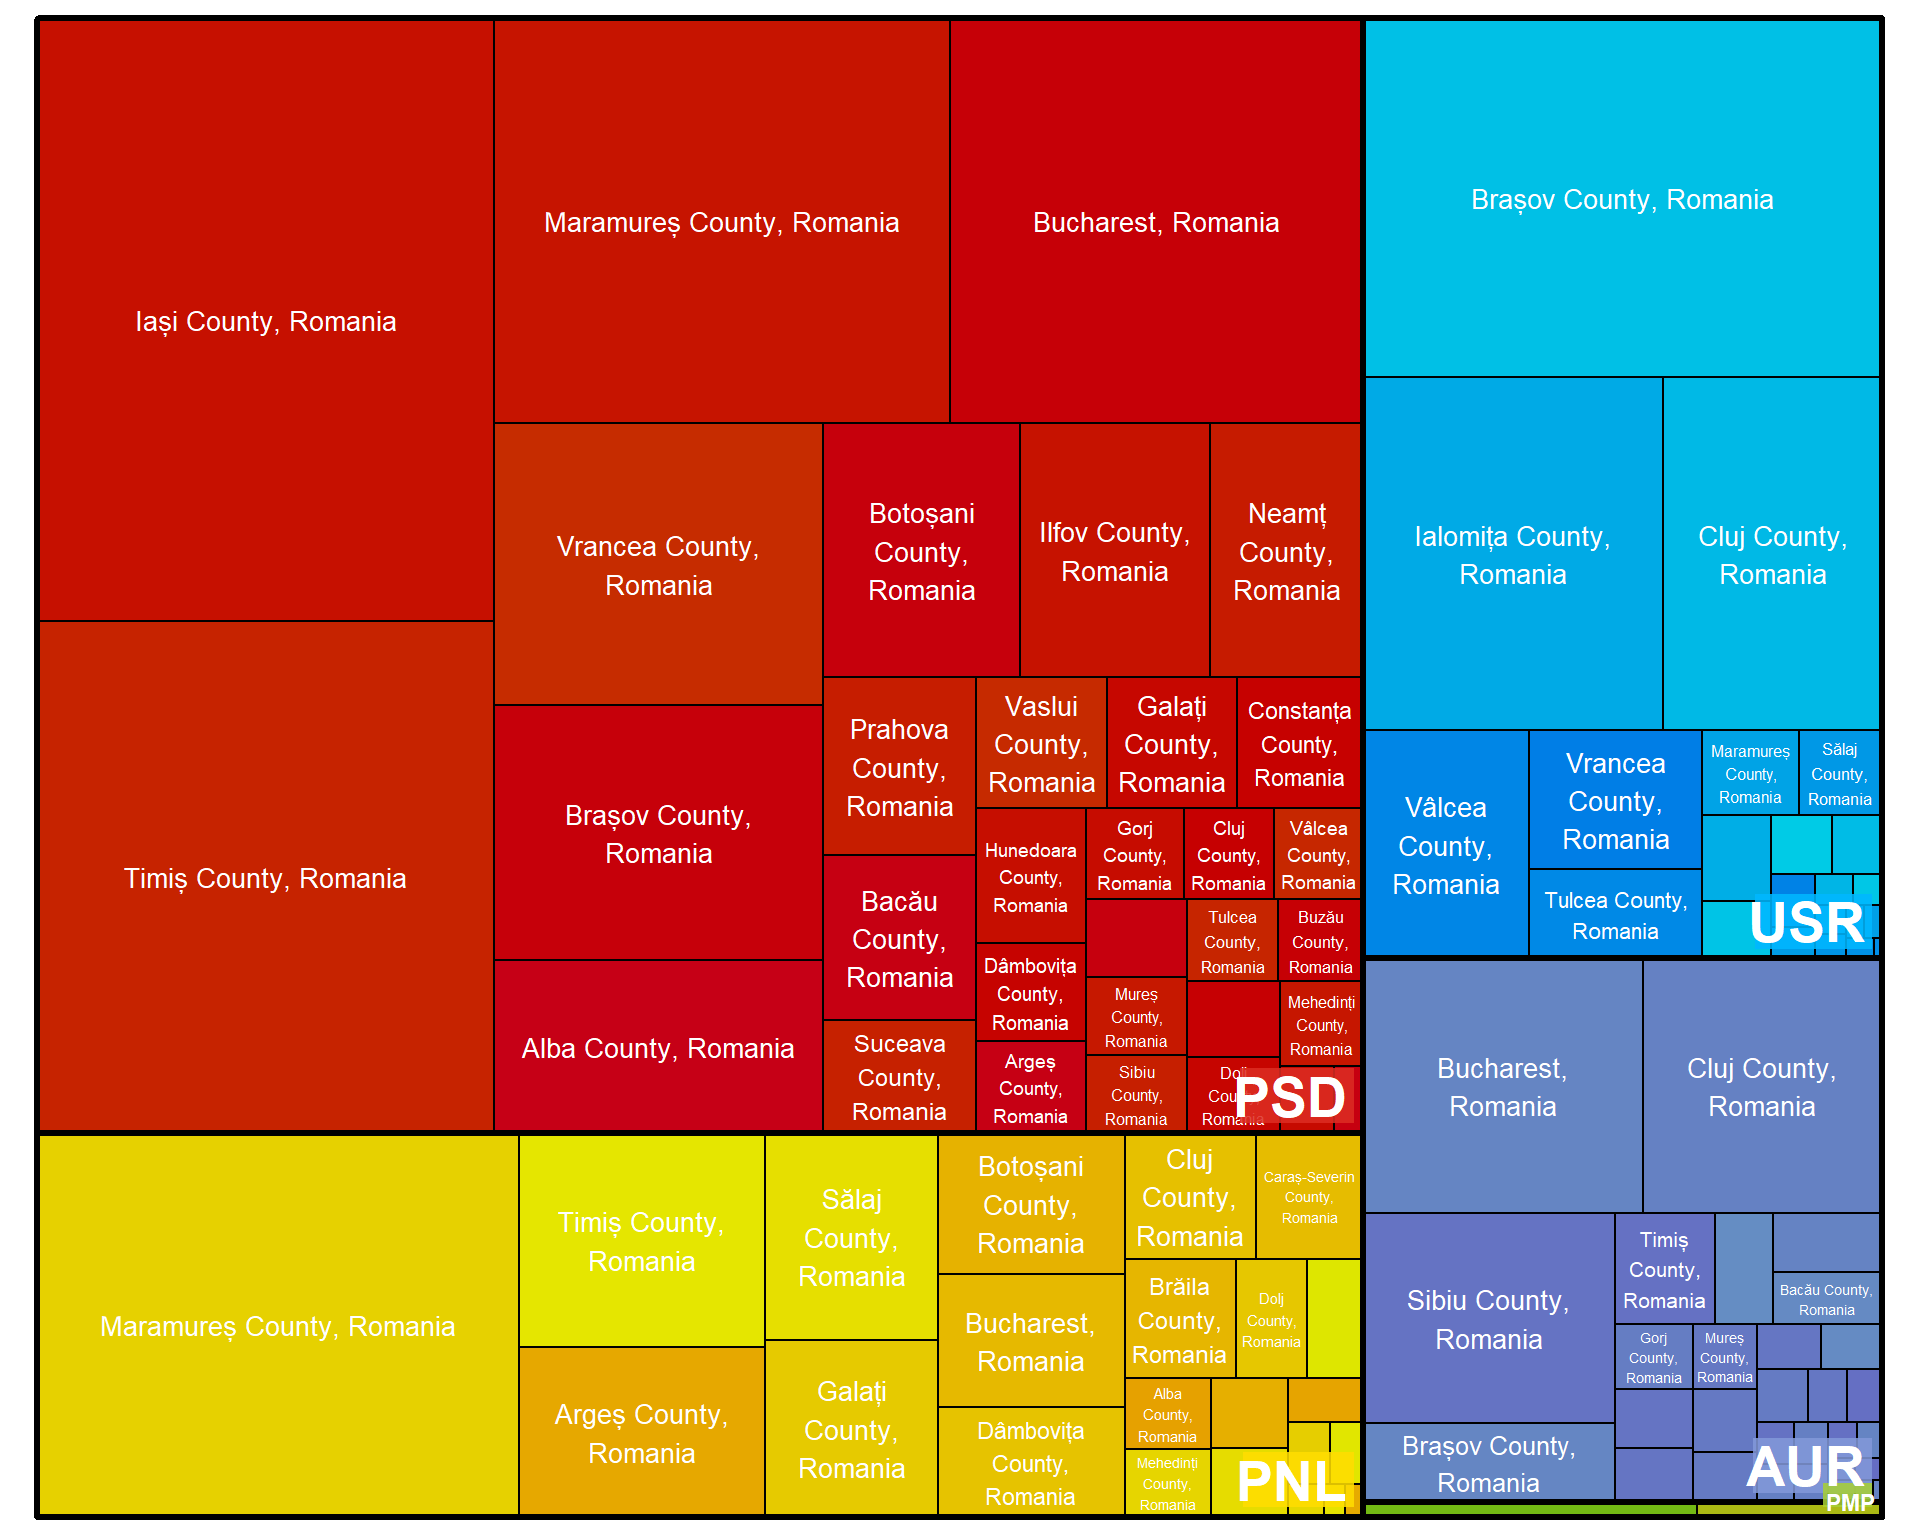 Iași County, Romania
Maramureș County, Romania
Bucharest, Romania
Timiș County, Romania
Vrancea County,
Romania
Botoșani
County,
Romania
Ilfov County,
Romania
Neamț
County,
Romania
Brașov County,
Romania
Alba County, Romania
Prahova
County,
Romania
Bacău
County,
Romania
Suceava
County,
Romania
Vaslui
County,
Romania
Galați
County,
Romania
Constanța
County,
Romania
Hunedoara
County,
Romania
Dâmbovița
County,
Romania
Argeș
County,
Romania
Gorj
County,
Romania
Cluj
County,
Romania
Vâlcea
County,
Romania
Tulcea
County,
Romania
Buzău
County,
Romania
Mureș
County,
Romania
Mehedinți
County,
Romania
Sibiu
County,
Romania
Dolj
County,
Romania
PSD
Maramureș County, Romania
Timiș County,
Romania
Argeș County,
Romania
Sălaj
County,
Romania
Galați
County,
Romania
Botoșani
County,
Romania
Bucharest,
Romania
Dâmbovița
County,
Romania
Cluj
County,
Romania
Caraș-Severin
County,
Romania
Brăila
County,
Romania
Dolj
County,
Romania
Alba
County,
Romania
Mehedinți
County,
Romania
PNL
Brașov County, Romania
Ialomița County,
Romania
Cluj County,
Romania
Vâlcea
County,
Romania
Vrancea
County,
Romania
Tulcea County,
Romania
Maramureș
County,
Romania
Sălaj
County,
Romania
USR
Bucharest,
Romania
Cluj County,
Romania
Sibiu County,
Romania
Brașov County,
Romania
Timiș
County,
Romania
Bacău County,
Romania
Gorj
County,
Romania
Mureș
County,
Romania
AUR
PMP